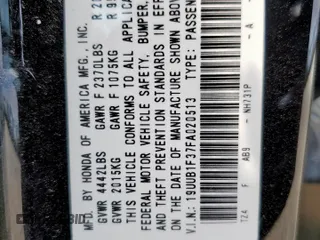 MFD. BY HONDA OF AMERICA MFG., INC.
GVWR 4442LBS GAWR F 2370LBS R
GVWR 2015KG GAWR F 1075KG R
THIS VEHICLE CONFORMS TO ALL APPLICA
FEDERAL MOTOR VEHICLE SAFETY, BUMPER,
AND THEFT PREVENTION STANDARDS IN EFF
ON THE DATE OF MANUFACTURE SHOWN ABOV
V.I.N.: 19UUB1F37FA020513 TYPE: PASSEN
TZ4 F AB9 - NH731P - A -